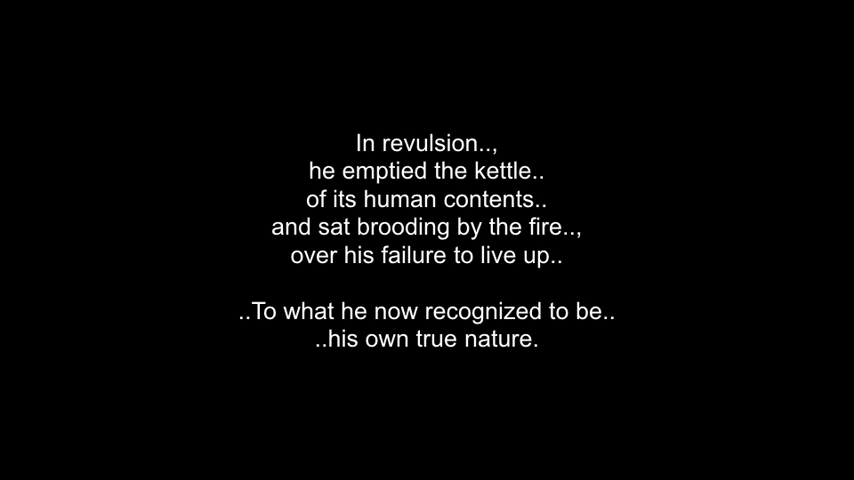 In revulsion..,
he emptied the kettle..
of its human contents..
and sat brooding by the fire..,
over his failure to live up..
..To what he now recognized to be..
..his own true nature.